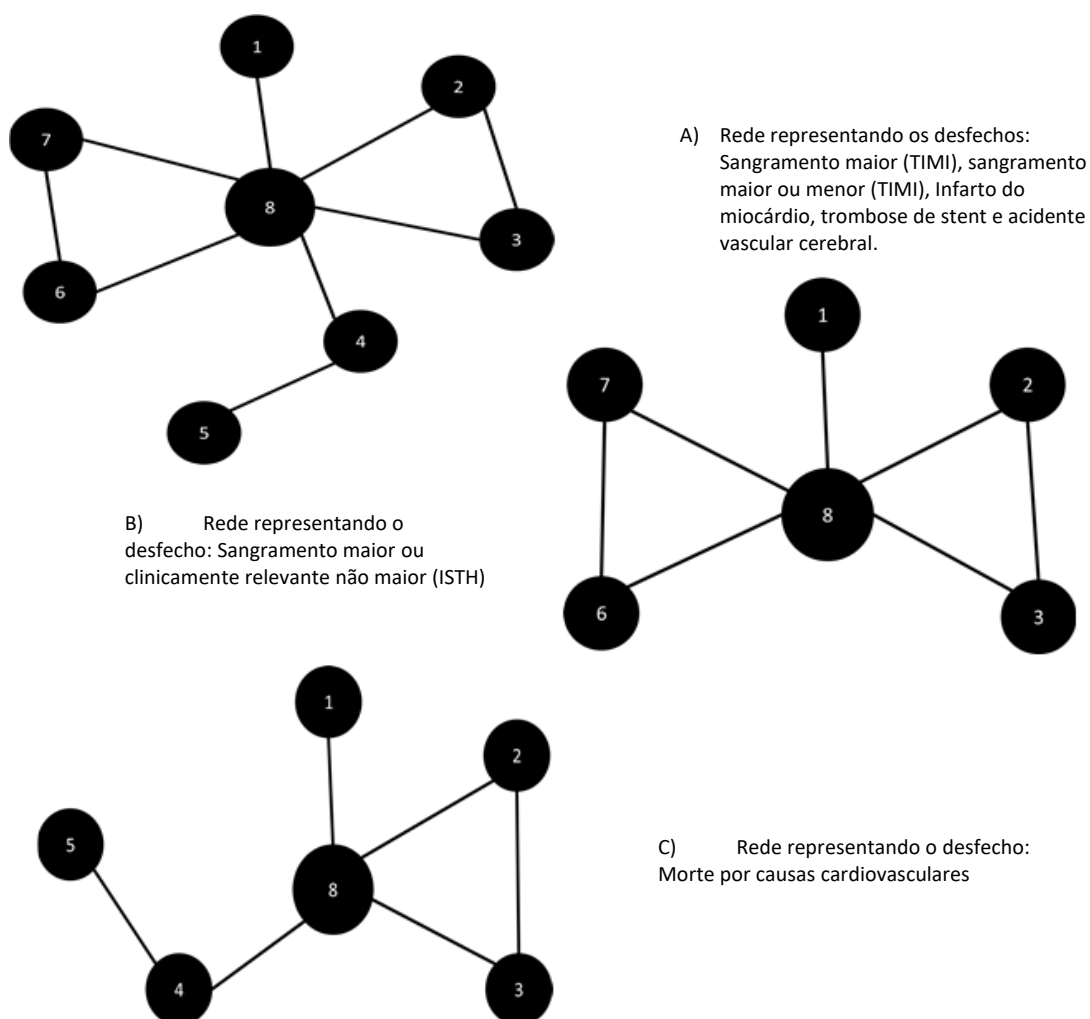 1
2
7
8
3
6
4
5
A) Rede representando os desfechos:
Sangramento maior (TIMI), sangramento
maior ou menor (TIMI), Infarto do
miocárdio, trombose de stent e acidente
vascular cerebral.
1
7
2
8
6
3
B) Rede representando o
desfecho: Sangramento maior ou
clinicamente relevante não maior (ISTH)
1
2
5
8
4
3
C) Rede representando o desfecho:
Morte por causas cardiovasculares